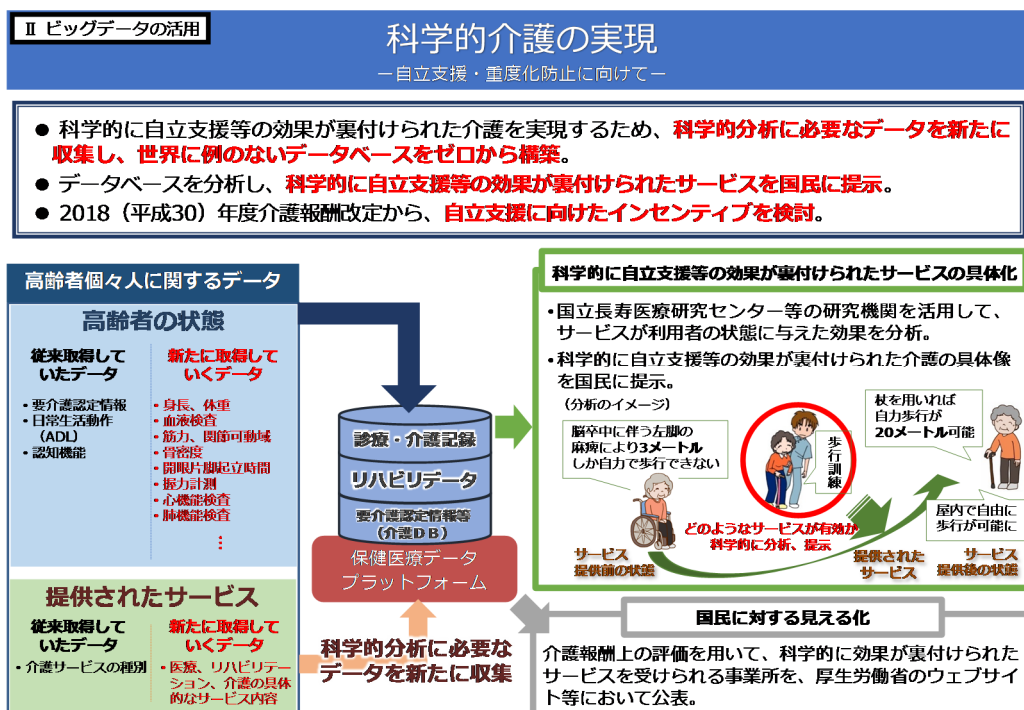 Ⅱ ビッグデータの活用
科学的介護の実現
－自立支援・重度化防止に向けて－
● 科学的に自立支援等の効果が裏付けられた介護を実現するため、科学的分析に必要なデータを新たに
収集し、世界に例のないデータベースをゼロから構築。
● データベースを分析し、科学的に自立支援等の効果が裏付けられたサービスを国民に提示。
● 2018（平成30）年度介護報酬改定から、自立支援に向けたインセンティブを検討。
高齢者個々人に関するデータ
高齢者の状態
従来取得して
いたデータ
・要介護認定情報
・日常生活動作
（ADL）
・認知機能
新たに取得して
いくデータ
・身長、体重
・血液検査
・筋力、関節可動域
・骨密度
・開眼片脚起立時間
・握力計測
・心機能検査
・肺機能検査
⋮
提供されたサービス
従来取得して
いたデータ
・介護サービスの種別
新たに取得して
いくデータ
・医療、リハビリテー
ション、介護の具体
的なサービス内容
診療・介護記録
リハビリデータ
要介護認定情報等
（介護ＤＢ）
保健医療データ
プラットフォーム
科学的分析に必要な
データを新たに収集
科学的に自立支援等の効果が裏付けられたサービスの具体化
・国立長寿医療研究センター等の研究機関を活用して、
サービスが利用者の状態に与えた効果を分析。
・科学的に自立支援等の効果が裏付けられた介護の具体像
を国民に提示。
（分析のイメージ）
脳卒中に伴う左脚の
麻痺により3メートル
しか自力で歩行できない
歩行訓練
杖を用いれば
自力歩行が
20メートル可能
屋内で自由に
歩行が可能に
どのようなサービスが有効か
科学的に分析、提示
サービス
提供前の状態
提供された
サービス
サービス
提供後の状態
国民に対する見える化
介護報酬上の評価を用いて、科学的に効果が裏付けられた
サービスを受けられる事業所を、厚生労働省のウェブサイ
ト等において公表。